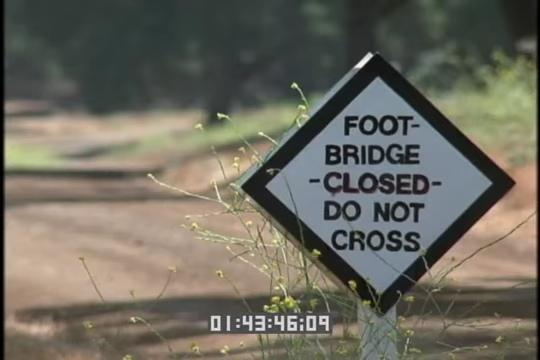 FOOT-
BRIDGE
-CLOSED-
DO NOT
CROSS
01:43:46:09